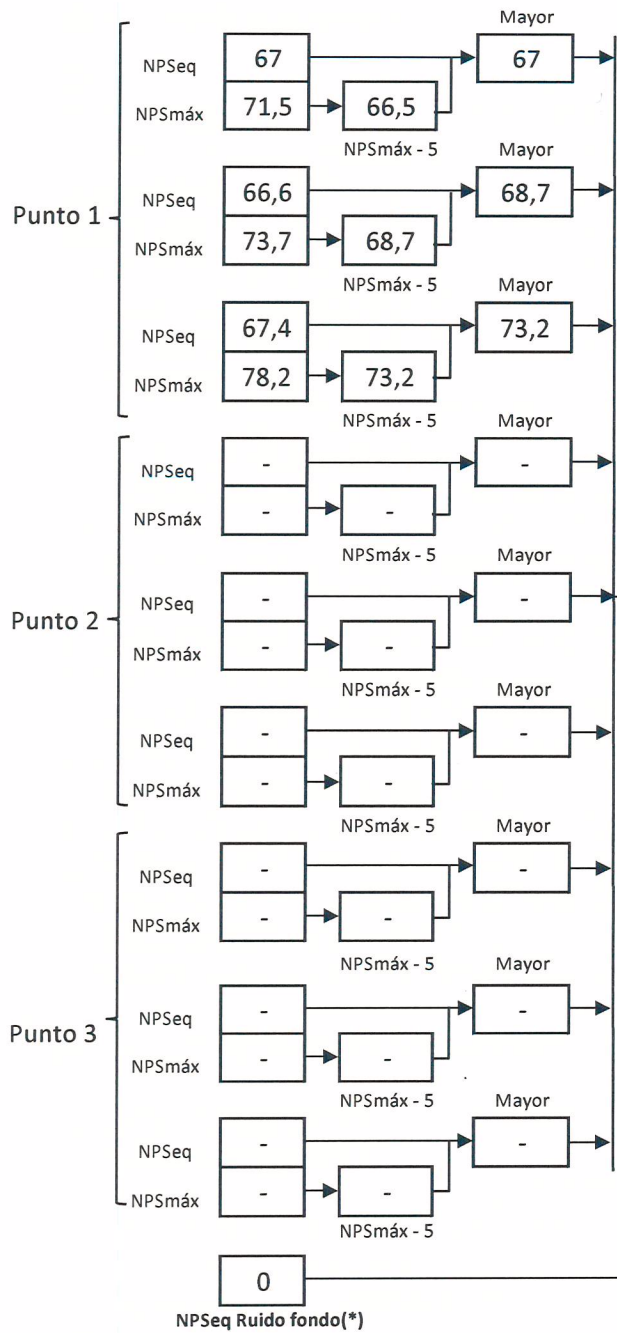 Mayor
NPSeq 67 67
NPSmáx 71,5 66,5
NPSmáx - 5
Mayor
Punto 1 NPSeq 66,6 68,7
NPSmáx 73,7 68,7
NPSmáx - 5
Mayor
NPSeq 67,4 73,2
NPSmáx 78,2 73,2
NPSmáx - 5
Mayor
NPSeq - -
NPSmáx - -
NPSmáx - 5
Mayor
Punto 2 NPSeq - -
NPSmáx - -
NPSmáx - 5
Mayor
NPSeq - -
NPSmáx - -
NPSmáx - 5
Mayor
NPSeq - -
NPSmáx - -
NPSmáx - 5
Mayor
Punto 3 NPSeq - -
NPSmáx - -
NPSmáx - 5
Mayor
NPSeq - -
NPSmáx - -
NPSmáx - 5
0
NPSeq Ruido fondo(*)